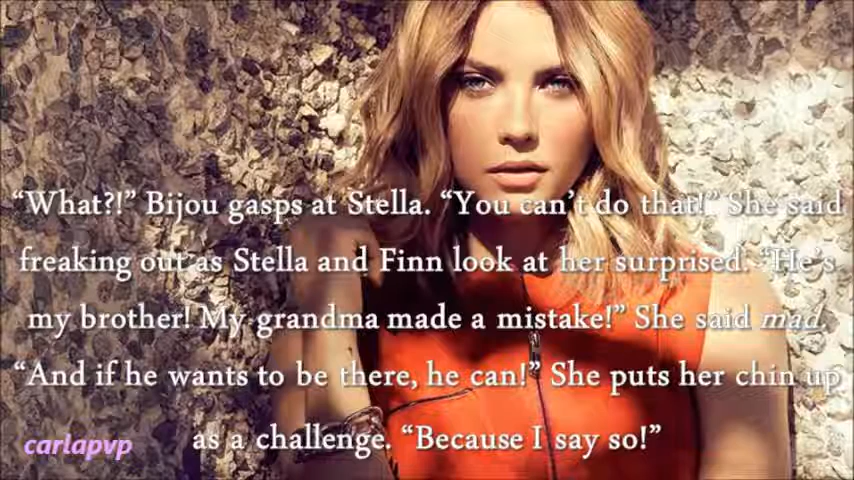 “What?!” Bijou gasps at Stella. “You can’t do that!” She said
freaking out as Stella and Finn look at her surprised. “He’s
my brother! My grandma made a mistake!” She said mad.
“And if he wants to be there, he can!” She puts her chin up
as a challenge. “Because I say so!”
carlapvp